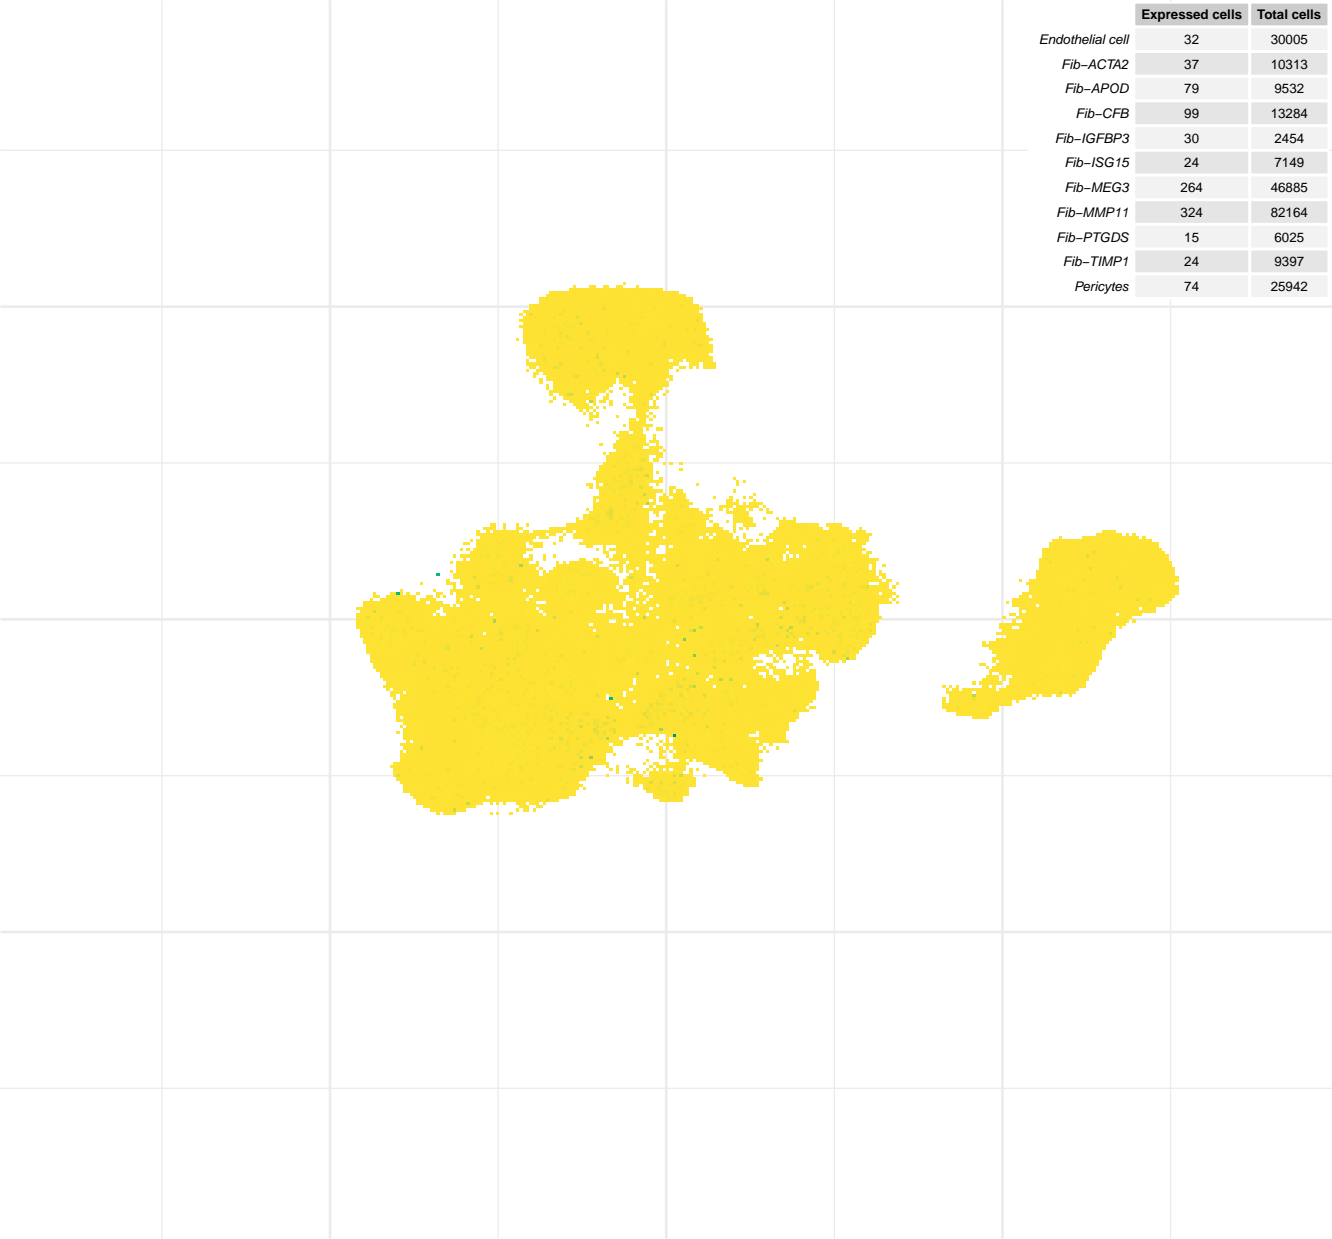 Expressed cells Total cells
Endothelial cell 32 30005
Fib−ACTA2 37 10313
Fib−APOD 79 9532
Fib−CFB 99 13284
Fib−IGFBP3 30 2454
Fib−ISG15 24 7149
Fib−MEG3 264 46885
Fib−MMP11 324 82164
Fib−PTGDS 15 6025
Fib−TIMP1 24 9397
Pericytes 74 25942